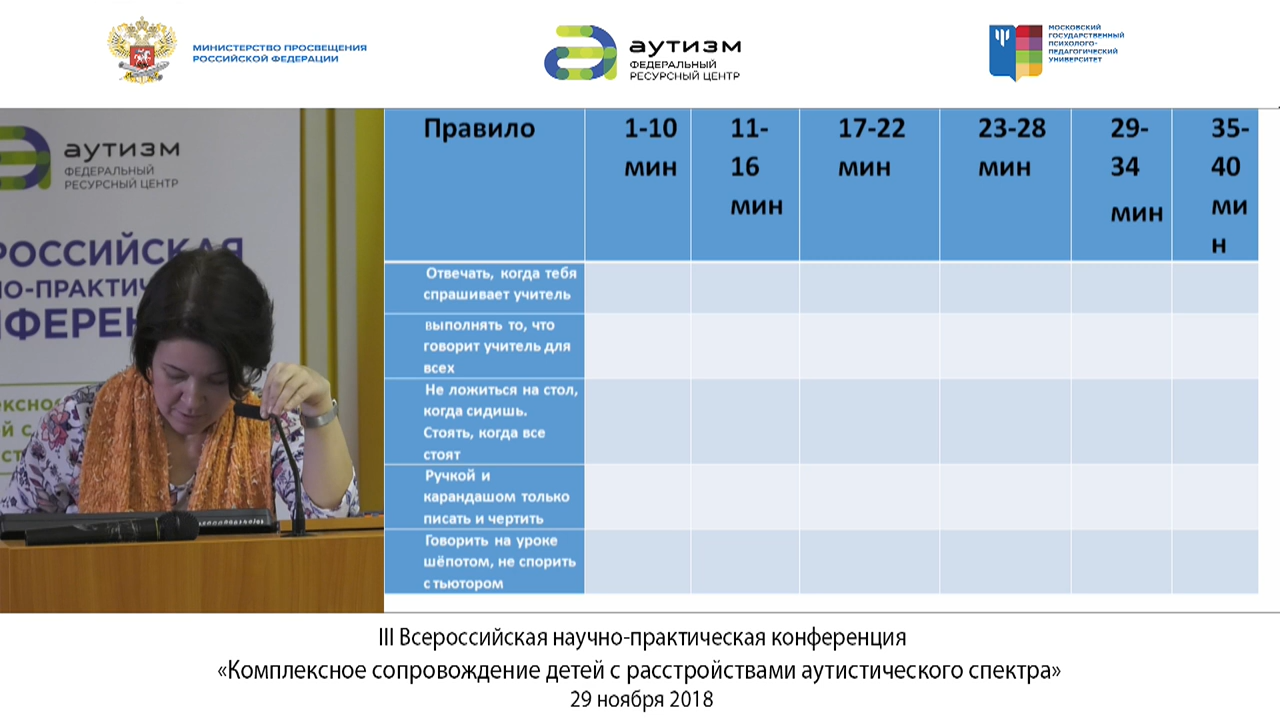 МИНИСТЕРСТВО ПРОСВЕЩЕНИЯ
РОССИЙСКОЙ ФЕДЕРАЦИИ
аутизм
ФЕДЕРАЛЬНЫЙ
РЕСУРСНЫЙ ЦЕНТР
МОСКОВСКИЙ
ГОСУДАРСТВЕННЫЙ
ПСИХОЛОГО-
ПЕДАГОГИЧЕСКИЙ
УНИВЕРСИТЕТ
аутизм
ФЕДЕРАЛЬНЫЙ
РЕСУРСНЫЙ ЦЕНТР
РОССИЙСКАЯ
О-ПРАКТИЧ
ФЕРЕН
Правило
1-10
мин
11-
16
мин
17-22
мин
23-28
мин
29-
34
мин
35-
40
ми
н
Отвечать, когда тебя
спрашивает учитель
выполнять то, что
говорит учитель для
всех
Не ложиться на стол,
когда сидишь.
Стоять, когда все
стоят
Ручкой и
карандашом только
писать и чертить
Говорить на уроке
шёпотом, не спорить
с тьютором
III Всероссийская научно-практическая конференция
«Комплексное сопровождение детей с расстройствами аутистического спектра»
29 ноября 2018